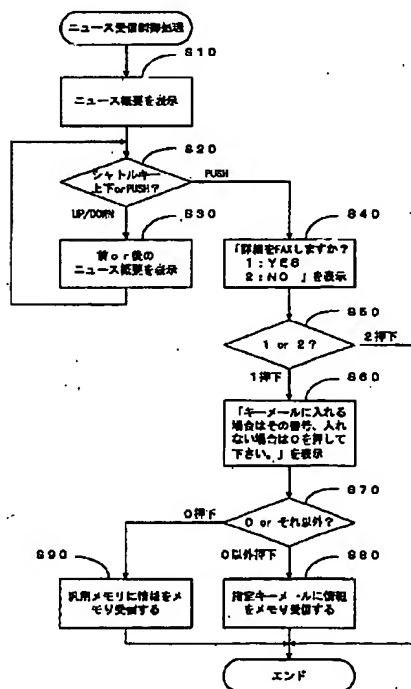 ニュース受信制御処理
S10
ニュース概要を表示
S20
シャトルキー
上下orPUSH?
PUSH
UP/DOWN
S30
前or後の
ニュース概要を表示
S40
「詳細をFAXしますか?
1:YES
2:NO 」を表示
S50
1 or 2?
2押下
1押下
S60
「キーメールに入れる
場合はその番号、入れ
ない場合は0を押して
下さい。」を表示
S70
0 or それ以外?
0押下
0以外押下
S90
汎用メモリに情報をメ
モリ受信する
S80
指定キーメールに情報
をメモリ受信する
エンド